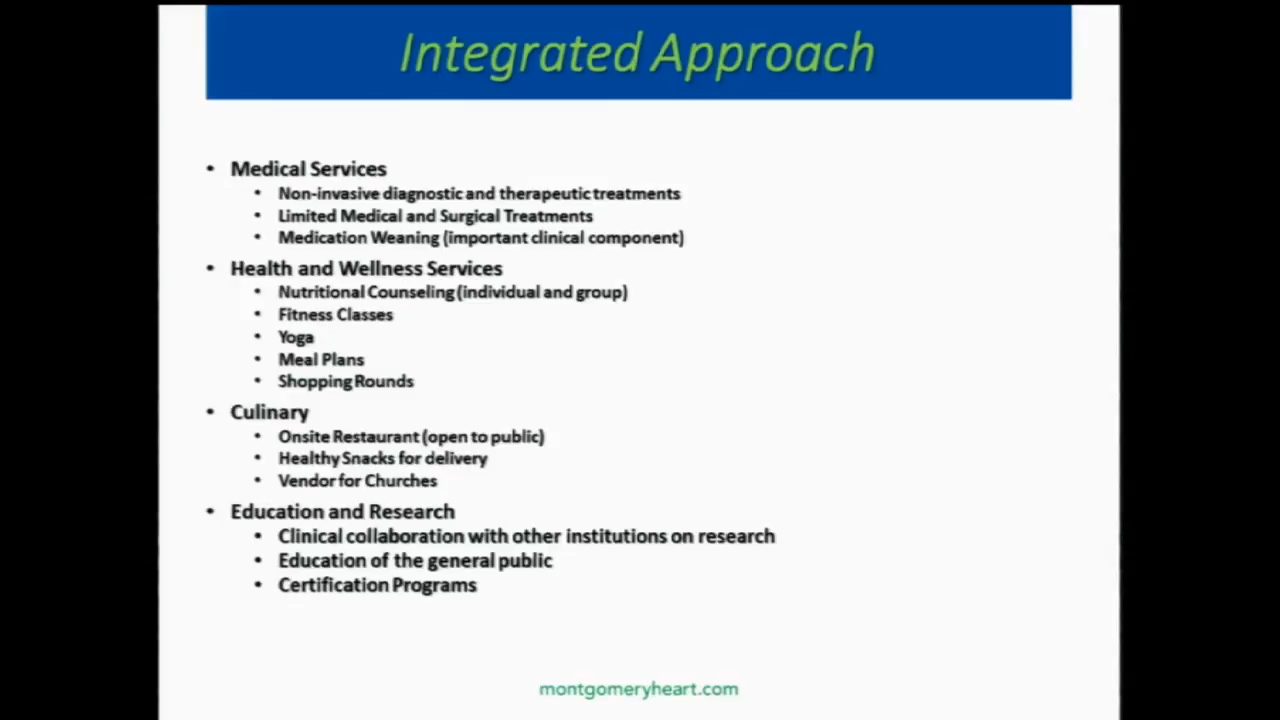 Integrated Approach
• Medical Services
• Non-invasive diagnostic and therapeutic treatments
• Limited Medical and Surgical Treatments
• Medication Weaning (important clinical component)
• Health and Wellness Services
• Nutritional Counseling (individual and group)
• Fitness Classes
• Yoga
• Meal Plans
• Shopping Rounds
• Culinary
• Onsite Restaurant (open to public)
• Healthy Snacks for delivery
• Vendor for Churches
• Education and Research
• Clinical collaboration with other institutions on research
• Education of the general public
• Certification Programs
montgomeryheart.com